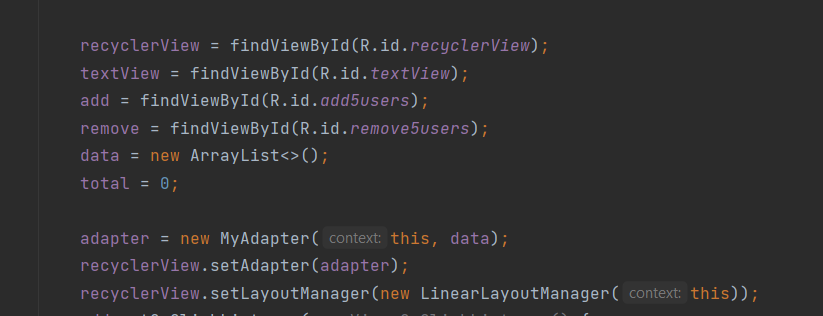 recyclerView = findViewById(R.id.recyclerView);
textView = findViewById(R.id.textView);
add = findViewById(R.id.add5users);
remove = findViewById(R.id.remove5users);
data = new ArrayList<>();
total = 0;
adapter = new MyAdapter( context: this, data);
recyclerView.setAdapter(adapter);
recyclerView.setLayoutManager(new LinearLayoutManager( context: this));